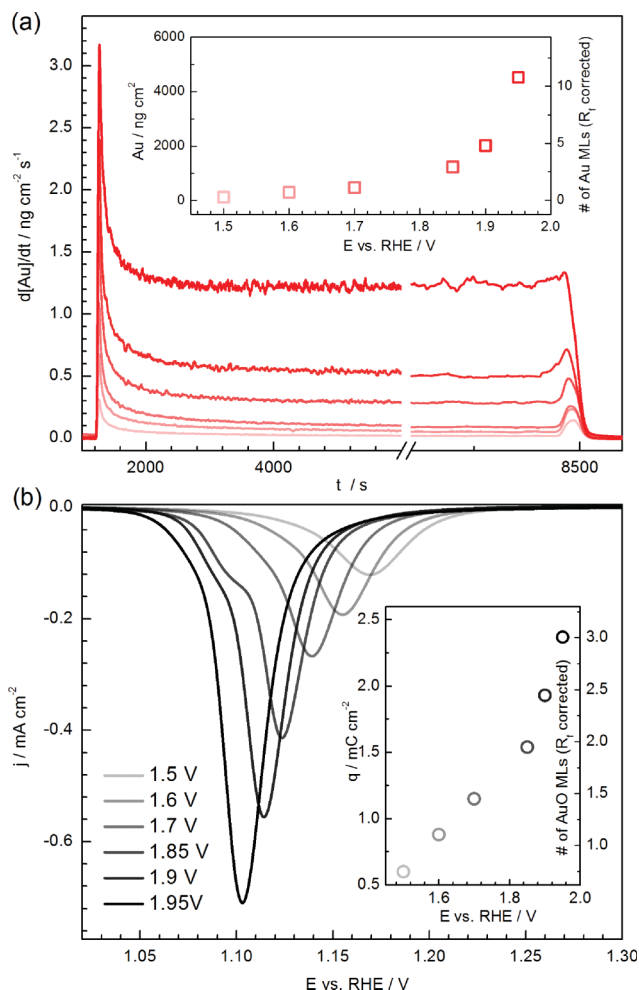 (a)
d[Au]/dt / ng cm⁻² s⁻¹
3.0
2.5
2.0
1.5
1.0
0.5
0.0
2000 4000 8500
t / s
Au / ng cm⁻²
6000
4000
2000
0
1.5 1.6 1.7 1.8 1.9 2.0
E vs. RHE / V
10
5
0
# of Au MLs (Rf corrected)
(b)
j / mA cm⁻²
0.0
-0.2
-0.4
-0.6
1.05 1.10 1.15 1.20 1.25 1.30
E vs. RHE / V
1.5 V
1.6 V
1.7 V
1.85 V
1.9 V
1.95V
q / mC cm⁻²
2.5
2.0
1.5
1.0
0.5
1.6 1.8 2.0
E vs. RHE / V
3.0
2.5
2.0
1.5
1.0
# of AuO MLs (Rf corrected)